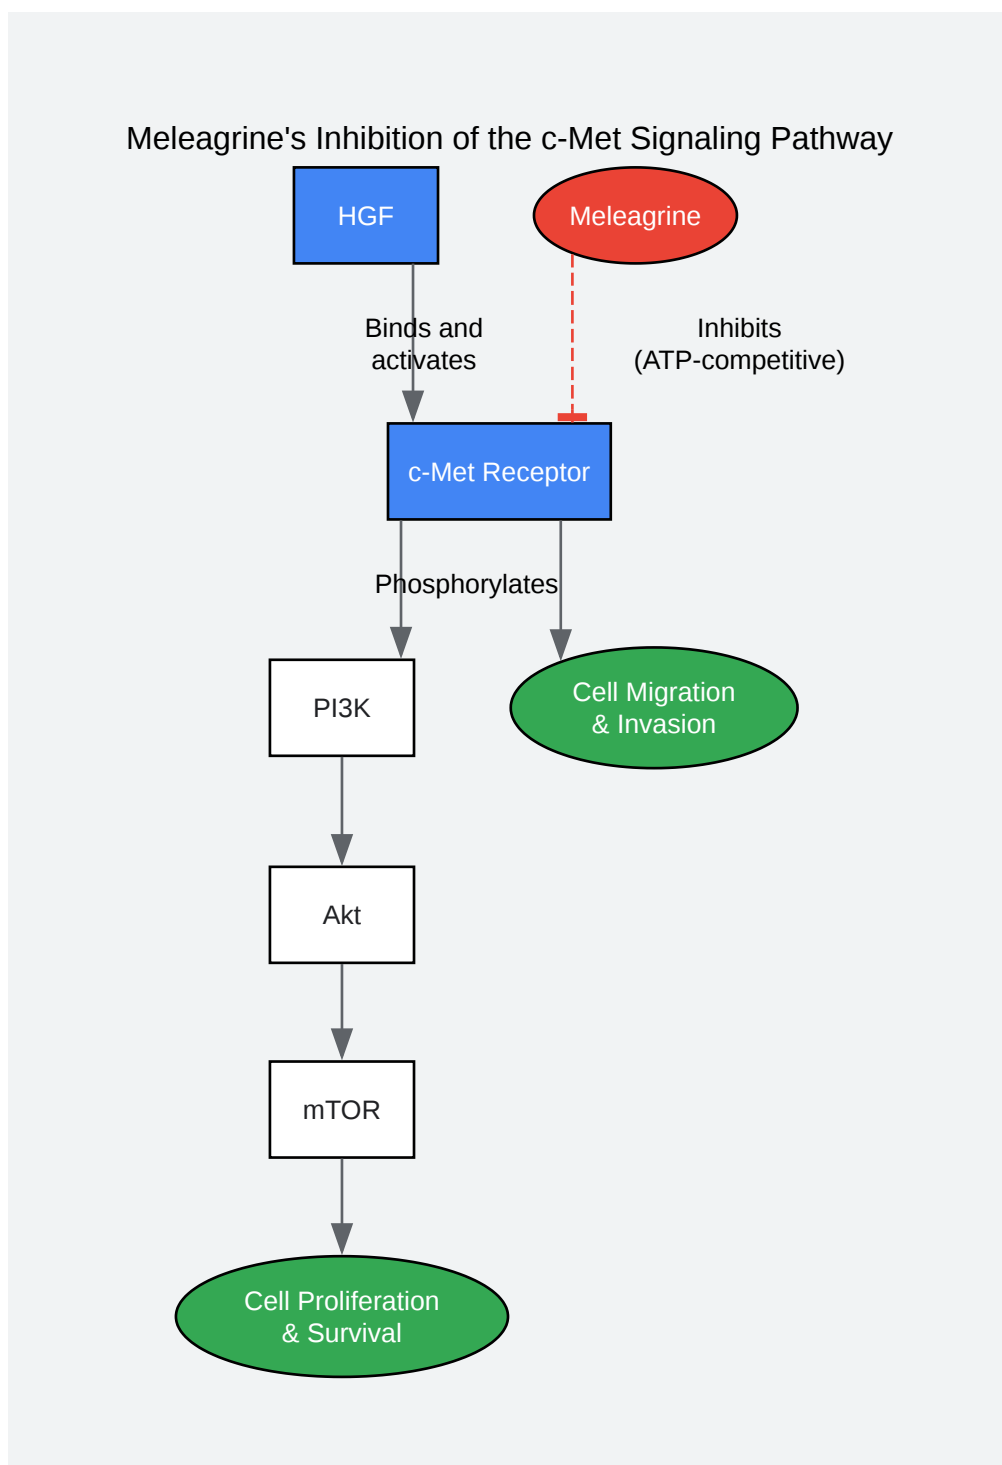 Meleagrine's Inhibition of the c-Met Signaling Pathway
HGF
Meleagrine
Binds and
activates
Inhibits
(ATP-competitive)
c-Met Receptor
Phosphorylates
PI3K
Cell Migration
& Invasion
Akt
mTOR
Cell Proliferation
& Survival